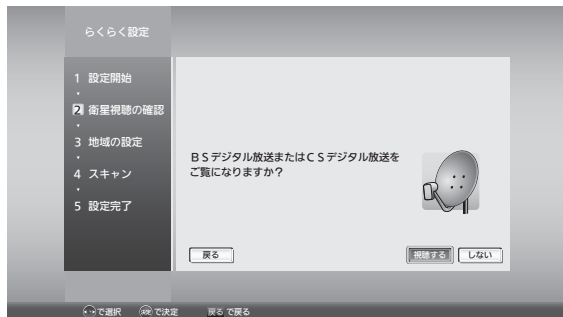 らくらく設定
1 設定開始
2 衛星視聴の確認
3 地域の設定
4 スキャン
5 設定完了
BSデジタル放送またはCSデジタル放送を
ご覧になりますか?
戻る 視聴する しない
で選択 決定 で決定 戻る で戻る